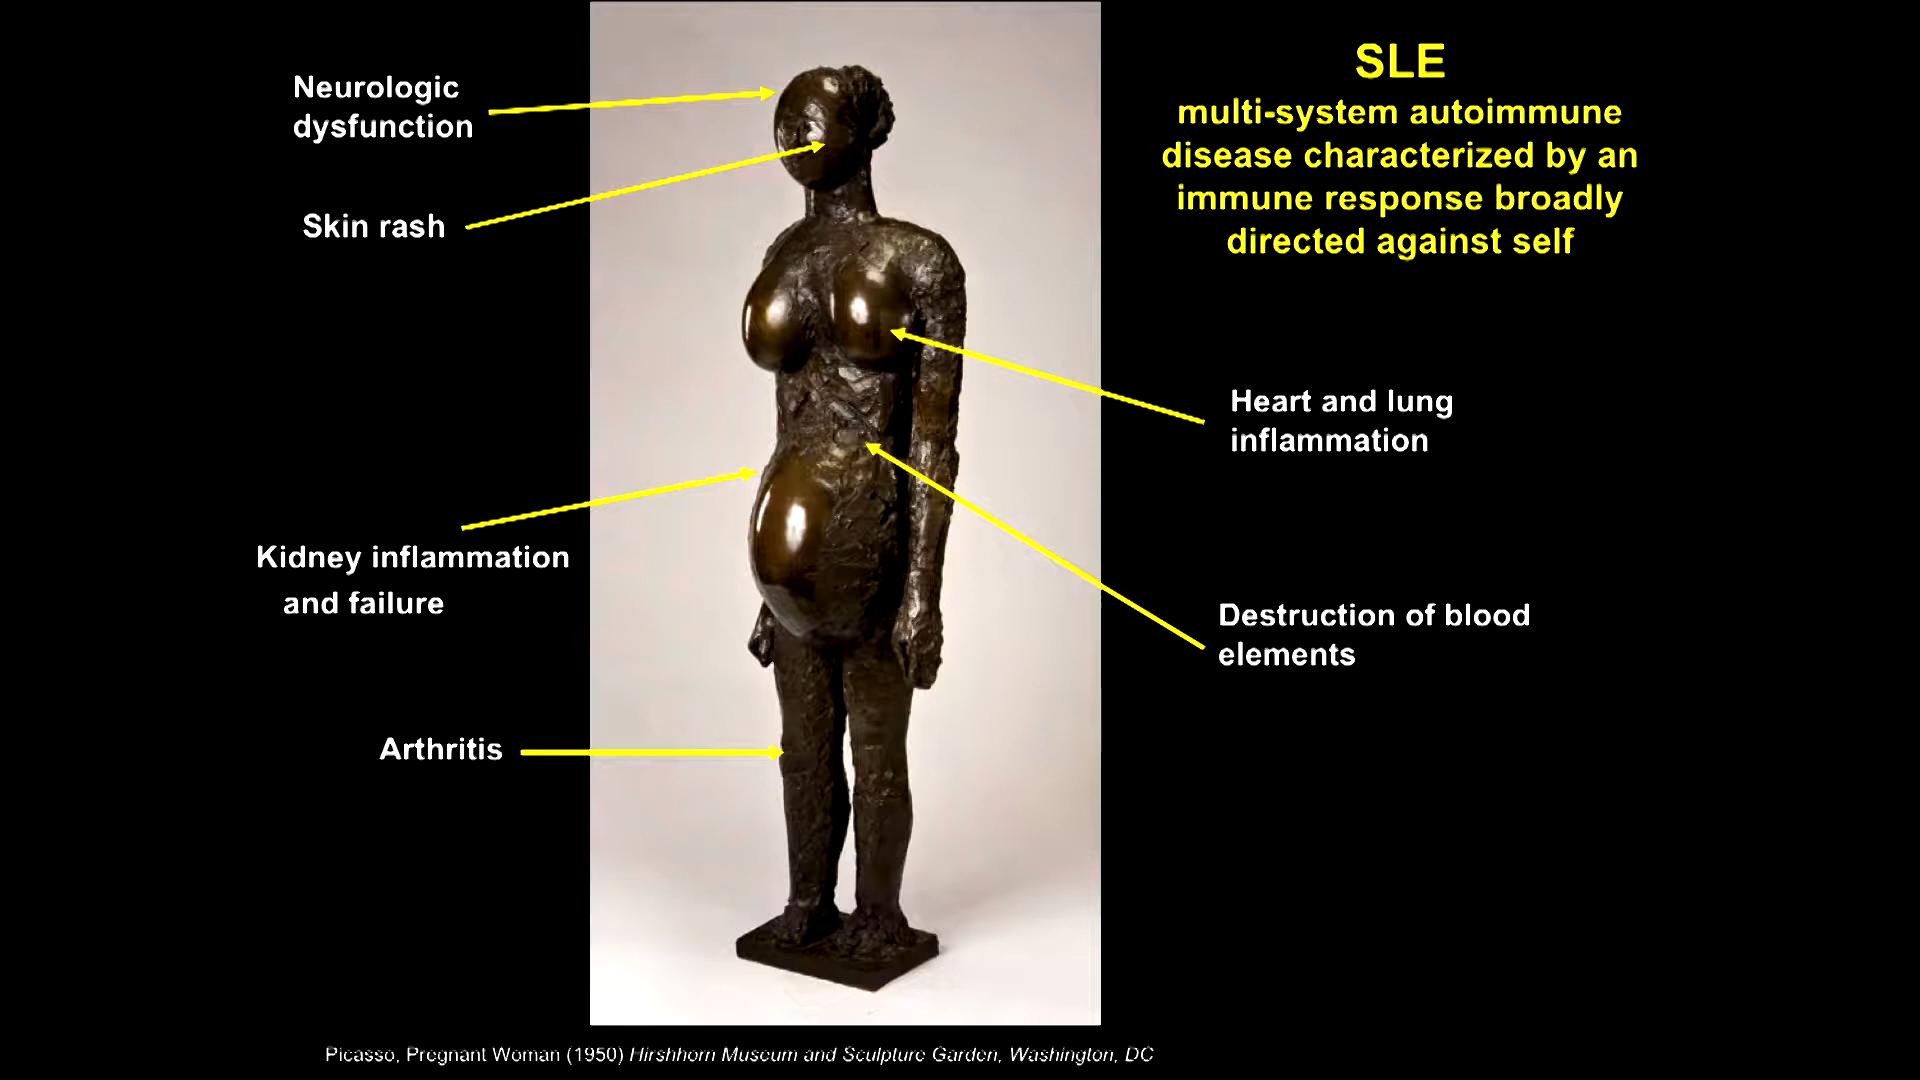 SLE
multi-system autoimmune
disease characterized by an
immune response broadly
directed against self
Neurologic
dysfunction
Skin rash
Heart and lung
inflammation
Kidney inflammation
and failure
Destruction of blood
elements
Arthritis
Picasso, Pregnant Woman (1950) Hirshhorn Museum and Sculpture Garden, Washington, DC